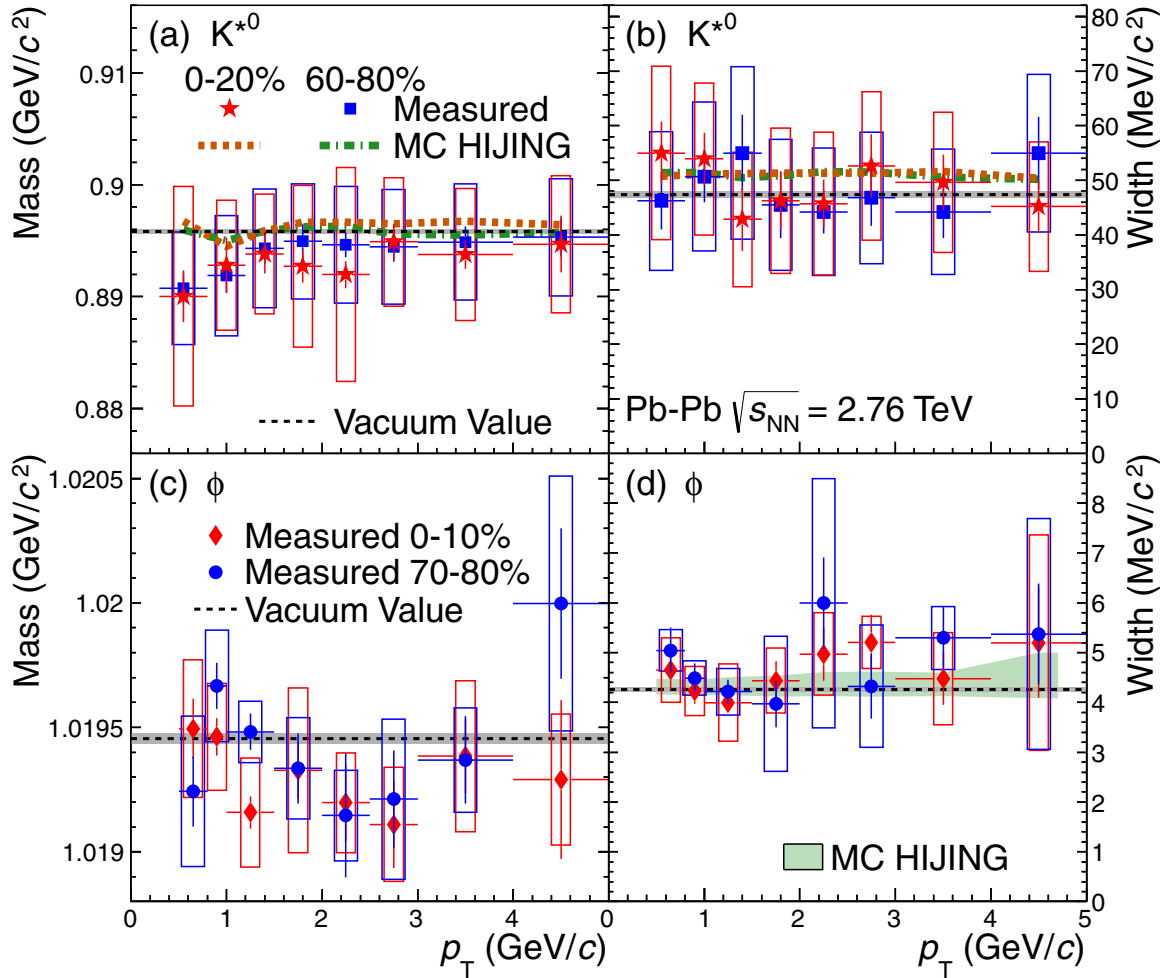 (a) K*0
0-20% 60-80%
Measured
MC HIJING
Vacuum Value
Mass (GeV/c²)
0.91
0.9
0.89
0.88
(b) K*0
Pb-Pb √sNN = 2.76 TeV
Width (MeV/c²)
80
70
60
50
40
30
20
10
0
(c) ϕ
Measured 0-10%
Measured 70-80%
Vacuum Value
Mass (GeV/c²)
1.0205
1.02
1.0195
1.019
0 1 2 3 4
pT (GeV/c)
(d) ϕ
MC HIJING
Width (MeV/c²)
8
7
6
5
4
3
2
1
0
0 1 2 3 4 5
pT (GeV/c)